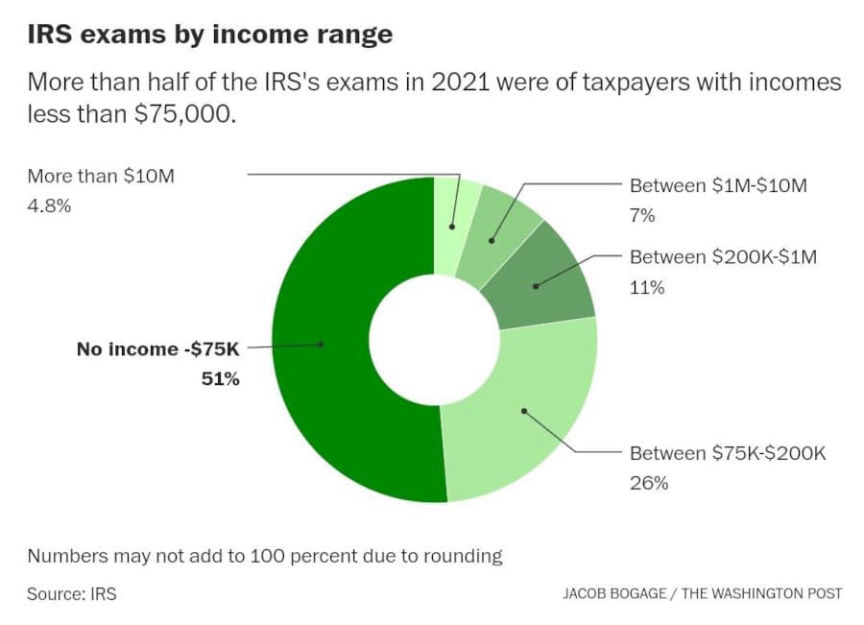 IRS exams by income range
More than half of the IRS's exams in 2021 were of taxpayers with incomes
less than $75,000.
More than $10M
4.8%
Between $1M-$10M
7%
Between $200K-$1M
11%
No income -$75K
51%
Between $75K-$200K
26%
Numbers may not add to 100 percent due to rounding
Source: IRS
JACOB BOGAGE / THE WASHINGTON POST